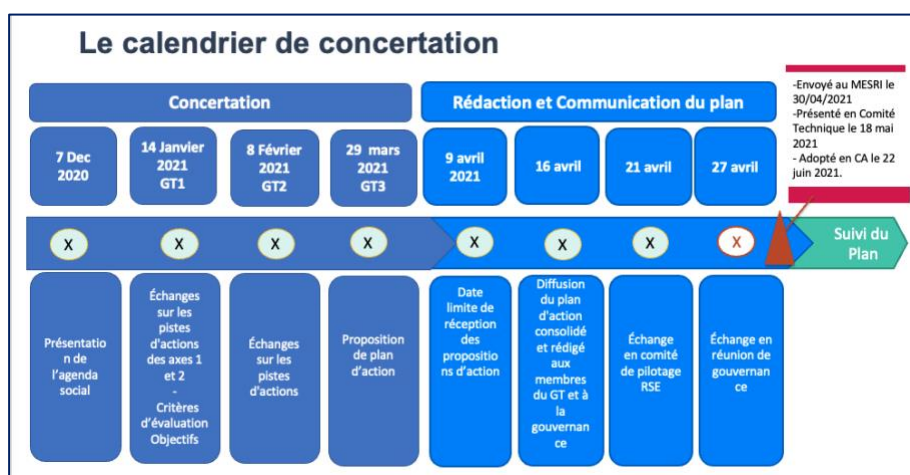 Le calendrier de concertation
-Envoyé au MESRI le
30/04/2021
-Présenté en Comité
Technique le 18 mai
2021
- Adopté en CA le 22
juin 2021.
Concertation
Rédaction et Communication du plan
7 Dec
2020
14 Janvier
2021
GT1
8 Février
2021
GT2
29 mars
2021
GT3
9 avril
2021
16 avril
21 avril
27 avril
X
X
X
X
X
X
X
X
Suivi du
Plan
Présentatio
n de
l'agenda
social
Échanges
sur les
pistes
d'actions
des axes 1
et 2
-
Critères
d'évaluation
Objectifs
Échanges
sur les
pistes
d'actions
Proposition
de plan
d'action
Date
limite de
réception
des
propositio
ns d'action
Diffusion
du plan
d'action
consolidé
et rédigé
aux
membres
du GT et à
la
gouverna
nce
Échange
en comité
de pilotage
RSE
Échange en
réunion de
gouvernan
ce